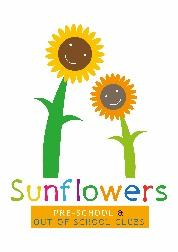 Sunflowers
PRE-SCHOOL &
OUT OF SCHOOL CLUBS